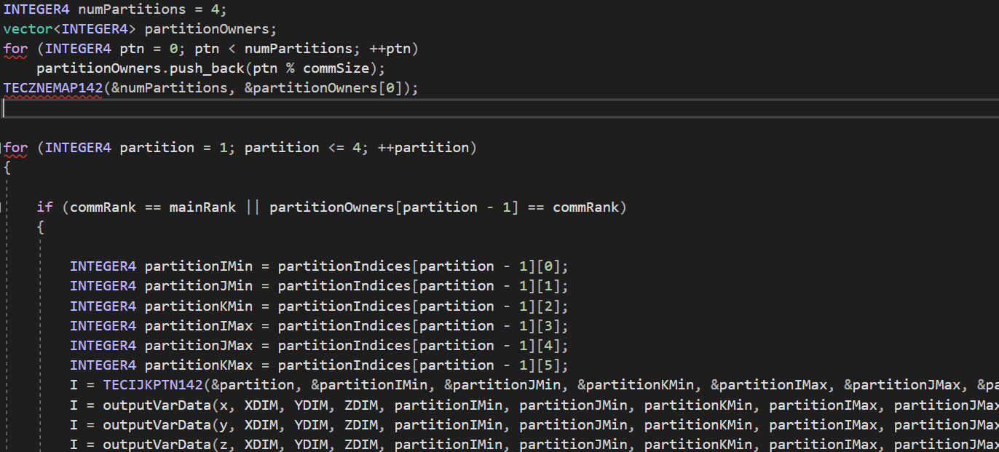 INTEGER4 numPartitions = 4;
vector<INTEGER4> partitionOwners;
for (INTEGER4 ptn = 0; ptn < numPartitions; ++ptn)
    partitionOwners.push_back(ptn % commSize);
TECZNEMAP142(&numPartitions, &partitionOwners[0]);
for (INTEGER4 partition = 1; partition <= 4; ++partition)
{
    if (commRank == mainRank || partitionOwners[partition - 1] == commRank)
    {
        INTEGER4 partitionIMin = partitionIndices[partition - 1][0];
        INTEGER4 partitionJMin = partitionIndices[partition - 1][1];
        INTEGER4 partitionKMin = partitionIndices[partition - 1][2];
        INTEGER4 partitionIMax = partitionIndices[partition - 1][3];
        INTEGER4 partitionJMax = partitionIndices[partition - 1][4];
        INTEGER4 partitionKMax = partitionIndices[partition - 1][5];
        I = TECIJKPTN142(&partition, &partitionIMin, &partitionJMin, &partitionKMin, &partitionIMax, &partitionJMax, &pa
        I = outputVarData(x, XDIM, YDIM, ZDIM, partitionIMin, partitionJMin, partitionKMin, partitionIMax, partitionJMax
        I = outputVarData(y, XDIM, YDIM, ZDIM, partitionIMin, partitionJMin, partitionKMin, partitionIMax, partitionJMax
        I = outputVarData(z, XDIM, YDIM, ZDIM, partitionIMin, partitionJMin, partitionKMin, partitionIMax, partitionJMax